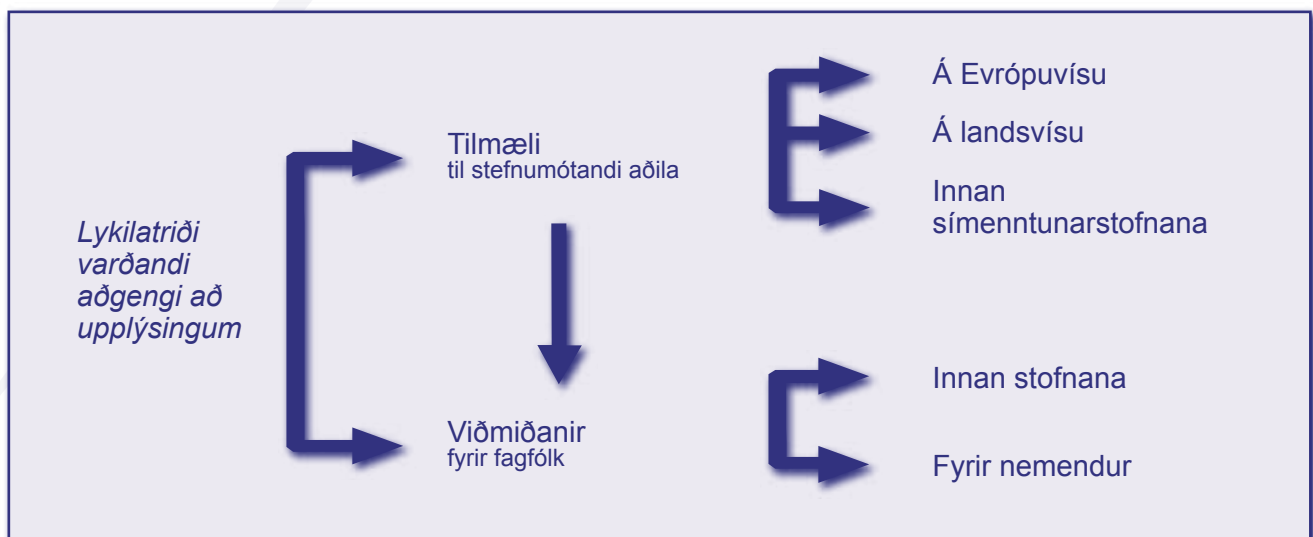 Lykilatriði
varðandi
aðgengi að
upplýsingum
Tilmæli
til stefnumótandi aðila
Á Evrópuvísu
Á landsvísu
Innan
símenntunarstofnana
Viðmiðanir
fyrir fagfólk
Innan stofnana
Fyrir nemendur